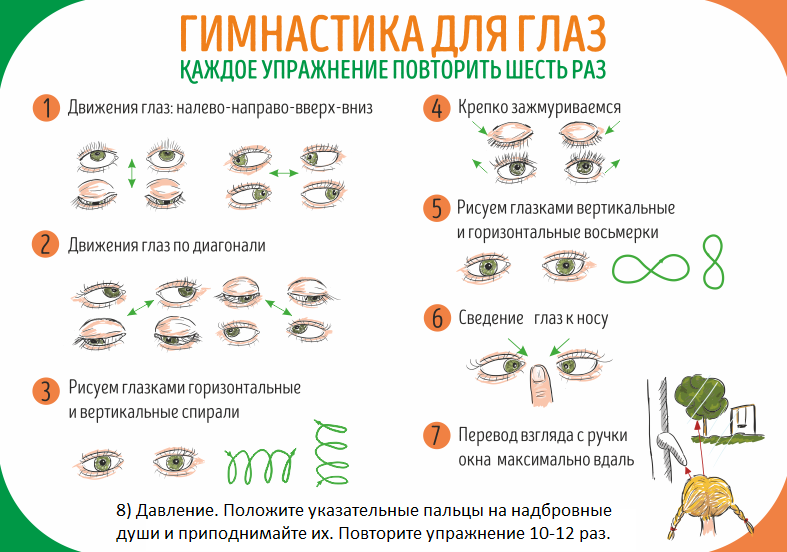 ГИМНАСТИКА ДЛЯ ГЛАЗ
КАЖДОЕ УПРАЖНЕНИЕ ПОВТОРИТЬ ШЕСТЬ РАЗ
1 Движения глаз: налево-направо-вверх-вниз
2 Движения глаз по диагонали
3 Рисуем глазками горизонтальные
и вертикальные спирали
4 Крепко зажмуриваемся
5 Рисуем глазками вертикальные
и горизонтальные восьмерки
6 Сведение глаз к носу
7 Перевод взгляда с ручки
окна максимально вдаль
8) Давление. Положите указательные пальцы на надбровные
души и приподнимайте их. Повторите упражнение 10-12 раз.